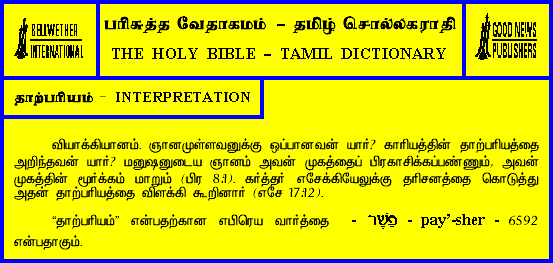 BELLWETHER
INTERNATIONAL
பரிசுத்த வேதாகமம் – தமிழ் சொல்லகராதி
THE HOLY BIBLE – TAMIL DICTIONARY
GOOD NEWS
PUBLISHERS
தாற்பரியம் – INTERPRETATION
வியாக்கியானம். ஞானமுள்ளவனுக்கு ஒப்பானவன் யார்? காரியத்தின் தாற்பரியத்தை
அறிந்தவன் யார்? மனுஷனுடைய ஞானம் அவன் முகத்தைப் பிரகாசிக்கப்பண்ணும், அவன்
முகத்தின் மூர்க்கம் மாறும் (பிர 8:1). கர்த்தர் எசேக்கியேலுக்கு தரிசனத்தை கொடுத்து
அதன் தாற்பரியத்தை விளக்கி கூறினார் (எசே 17:12).
“தாற்பரியம்” என்பதற்கான எபிரெய வார்த்தை - פֵּשֶׁר - pay'-sher - 6592
என்பதாகும்.